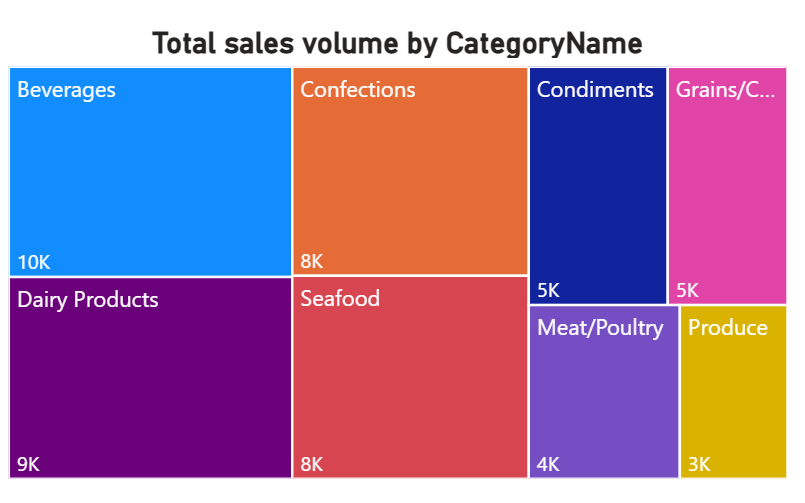 Total sales volume by CategoryName
Beverages
10K
Dairy Products
9K
Confections
8K
Seafood
8K
Condiments
5K
Grains/C...
5K
Meat/Poultry
4K
Produce
3K